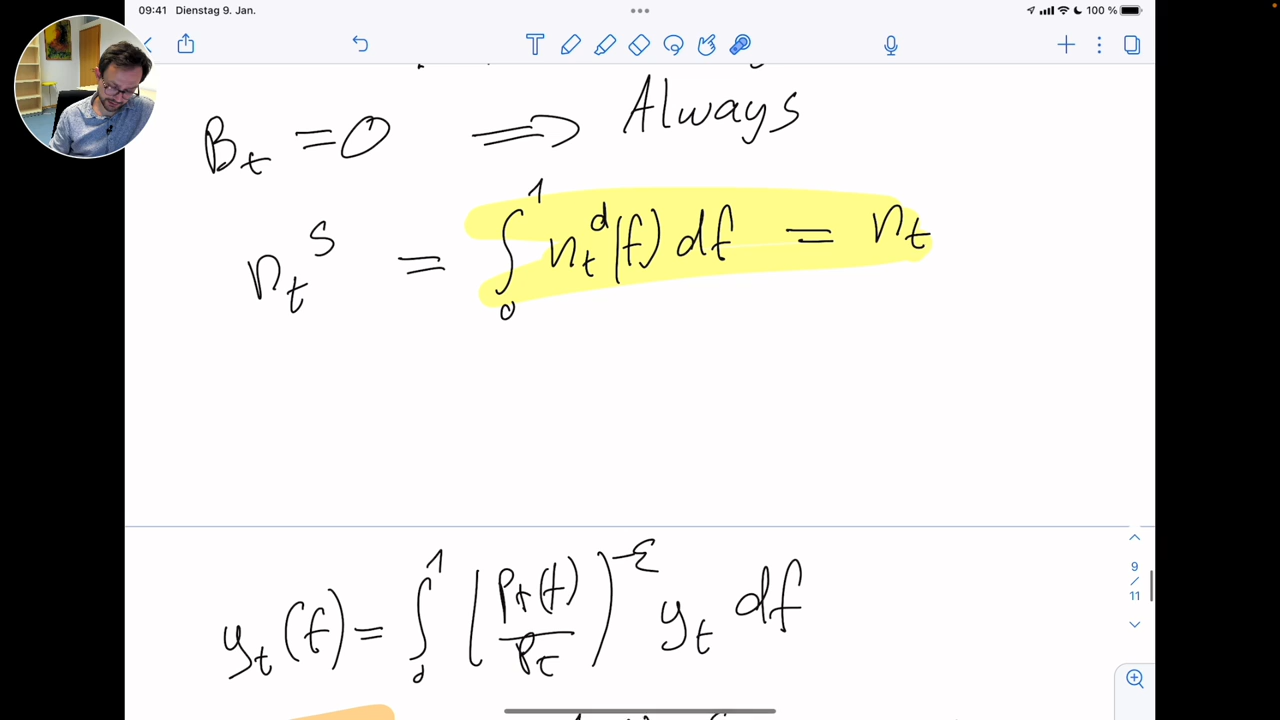 09:41 Dienstag 9. Jan. 100 %
B_t = 0 ⟹ Always
n_t^s = ∫_0^1 n_t^d(f) df = n_t
9
/
11
y_t(f) = ∫_0^1 (P_t(f)/P_t)^{-ε} y_t df